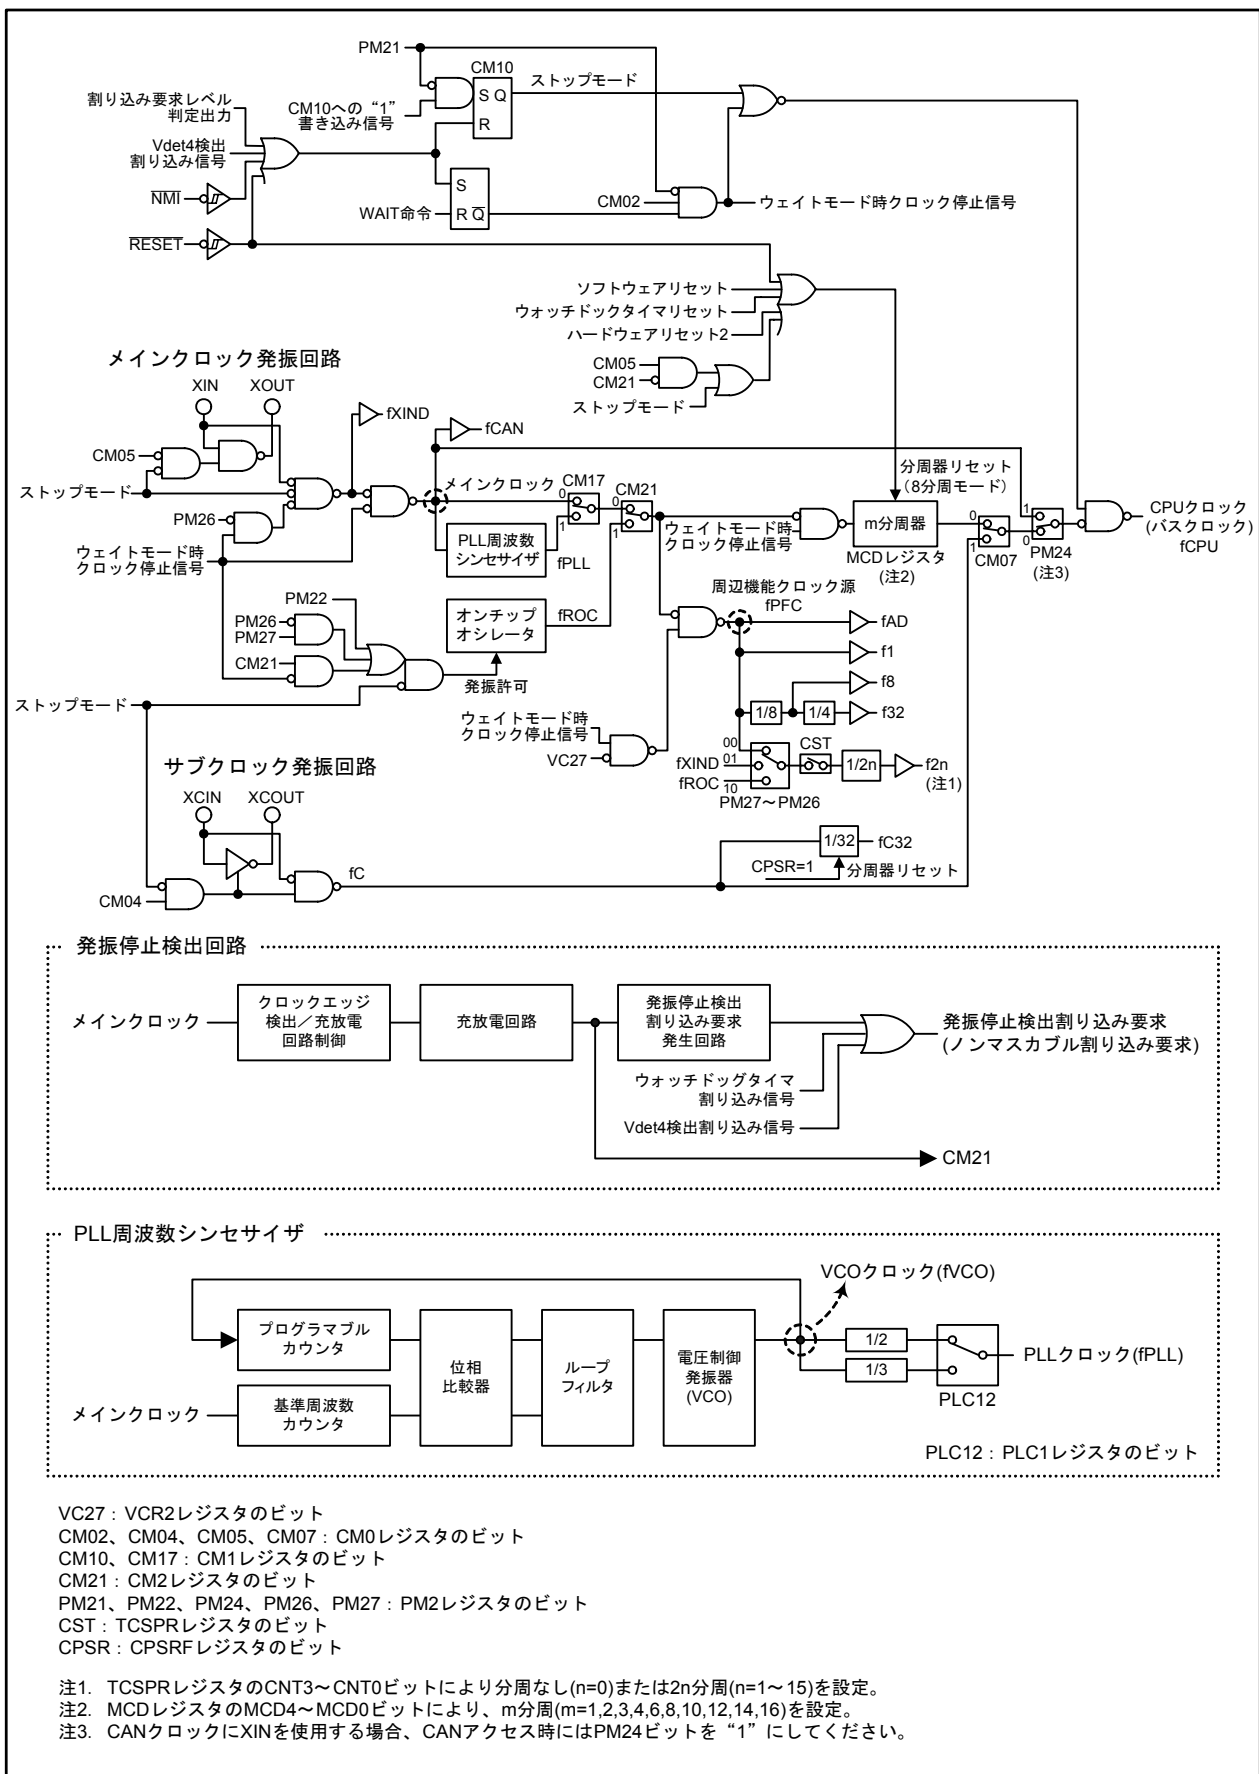 PM21
CM10
ストップモード
割り込み要求レベル
判定出力
CM10への“1”
書き込み信号
S Q
R
Vdet4検出
割り込み信号
NMI
S
R Q
WAIT命令
CM02
ウェイトモード時クロック停止信号
RESET
ソフトウェアリセット
ウォッチドックタイマリセット
ハードウェアリセット2
CM05
CM21
ストップモード
メインクロック発振回路
XIN
XOUT
fXIND
fCAN
CM05
ストップモード
メインクロック
CM17
0
1
CM21
0
1
分周器リセット
(8分周モード)
PM26
ウェイトモード時
クロック停止信号
PLL周波数
シンセサイザ
fPLL
ウェイトモード時
クロック停止信号
m分周器
MCDレジスタ
(注2)
0
1
CM07
1
0
PM24
(注3)
CPUクロック
(バスクロック)
fCPU
周辺機能クロック源
fPFC
PM22
PM26
PM27
CM21
オンチップ
オシレータ
fROC
発振許可
fAD
f1
f8
1/8
1/4
f32
ストップモード
ウェイトモード時
クロック停止信号
VC27
00
fXIND 01
fROC 10
PM27～PM26
CST
1/2n
f2n
(注1)
サブクロック発振回路
XCIN
XCOUT
fC
CM04
1/32
fC32
CPSR=1
分周器リセット
発振停止検出回路
メインクロック
クロックエッジ
検出／充放電
回路制御
充放電回路
発振停止検出
割り込み要求
発生回路
発振停止検出割り込み要求
(ノンマスカブル割り込み要求)
ウォッチドッグタイマ
割り込み信号
Vdet4検出割り込み信号
CM21
PLL周波数シンセサイザ
VCOクロック(fVCO)
プログラマブル
カウンタ
位相
比較器
ループ
フィルタ
電圧制御
発振器
(VCO)
1/2
1/3
PLLクロック(fPLL)
PLC12
メインクロック
基準周波数
カウンタ
PLC12：PLC1レジスタのビット
VC27：VCR2レジスタのビット
CM02、CM04、CM05、CM07：CM0レジスタのビット
CM10、CM17：CM1レジスタのビット
CM21：CM2レジスタのビット
PM21、PM22、PM24、PM26、PM27：PM2レジスタのビット
CST：TCSPRレジスタのビット
CPSR：CPSRFレジスタのビット
注1. TCSPRレジスタのCNT3～CNT0ビットにより分周なし(n=0)または2n分周(n=1～15)を設定。
注2. MCDレジスタのMCD4～MCD0ビットにより、m分周(m=1,2,3,4,6,8,10,12,14,16)を設定。
注3. CANクロックにXINを使用する場合、CANアクセス時にはPM24ビットを“1”にしてください。